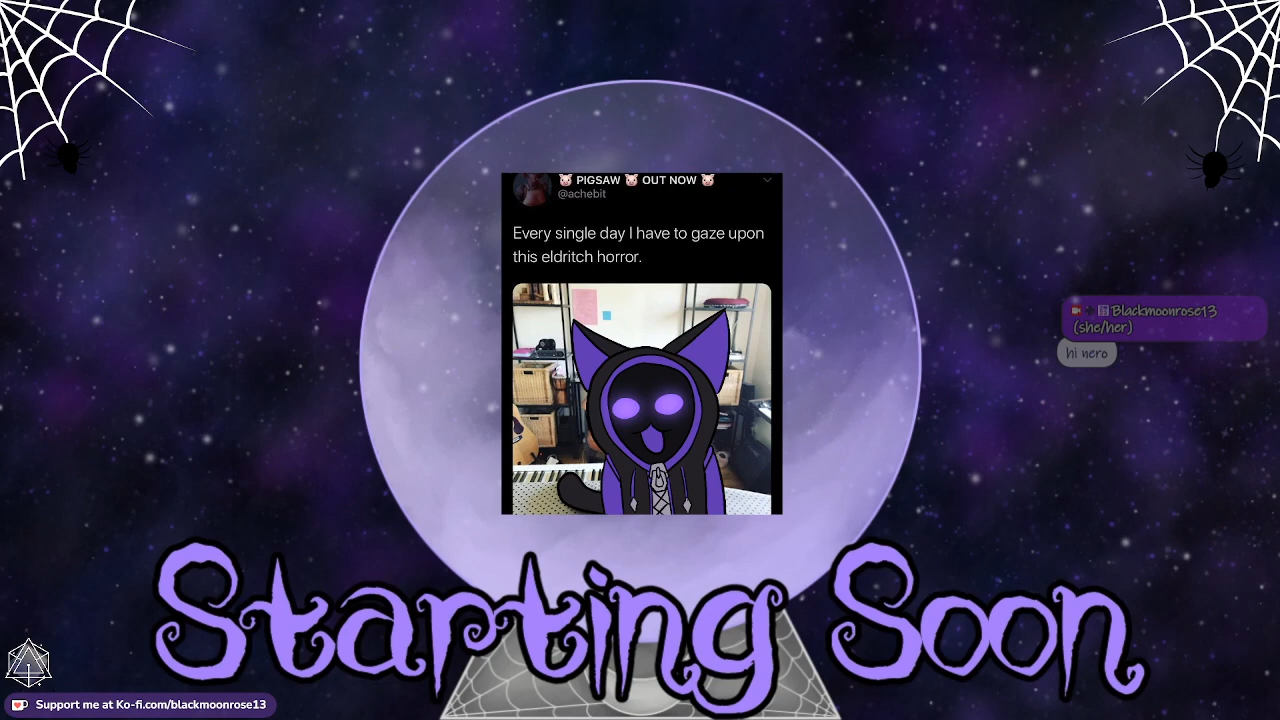 🐷 PIGSAW 🐷 OUT NOW 🐷
@achebit
Every single day I have to gaze upon
this eldritch horror.
Blackmoonrose13
(she/her)
hi nero
Starting Soon
Support me at Ko-fi.com/blackmoonrose13